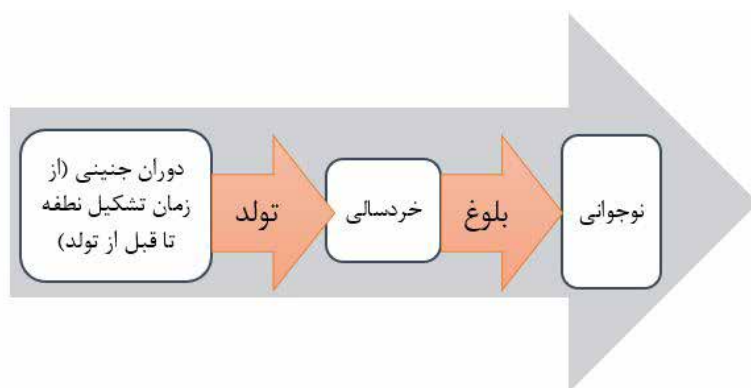 دوران جنینی (از
زمان تشکیل نطفه
تا قبل از تولد)
تولد
خردسالی
بلوغ
نوجوانی